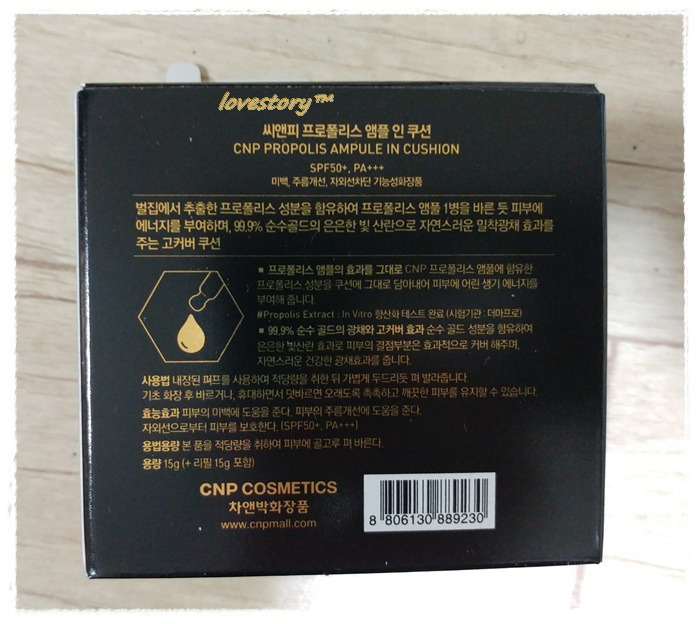 lovestory™
씨앤피 프로폴리스 앰플 인 쿠션
CNP PROPOLIS AMPULE IN CUSHION
SPF50+, PA+++
미백, 주름개선, 자외선차단 기능성화장품
벌집에서 추출한 프로폴리스 성분을 함유하여 프로폴리스 앰플 1병을 바른 듯 피부에
에너지를 부여하며, 99.9% 순수골드의 은은한 빛 산란으로 자연스러운 밀착광채 효과를
주는 고커버 쿠션
■ 프로폴리스 앰플의 효과를 그대로 CNP 프로폴리스 앰플에 함유한
프로폴리스 성분을 쿠션에 그대로 담아내어 피부에 어린 생기 에너지를
부여해 줍니다.
#Propolis Extract : In Vitro 항산화 테스트 완료 (시험기관 : 더마프로)
■ 99.9% 순수 골드의 광채와 고커버 효과 순수 골드 성분을 함유하여
은은한 빛산란 효과로 피부의 결점부분은 효과적으로 커버 해주며,
자연스러운 건강한 광채효과를 줍니다.
사용법 내장된 퍼프를 사용하여 적당량을 취한 뒤 가볍게 두드리듯 펴 발라줍니다.
기초 화장 후 바르거나, 휴대하면서 덧바르면 오래도록 촉촉하고 깨끗한 피부를 유지할 수 있습니다.
효능효과 피부의 미백에 도움을 준다. 피부의 주름개선에 도움을 준다.
자외선으로부터 피부를 보호한다. (SPF50+, PA+++)
용법용량 본 품을 적당량을 취하여 피부에 골고루 펴 바른다.
용량 15g (+ 리필 15g 포함)
CNP COSMETICS
차앤박화장품
www.cnpmall.com
8 806130 889230